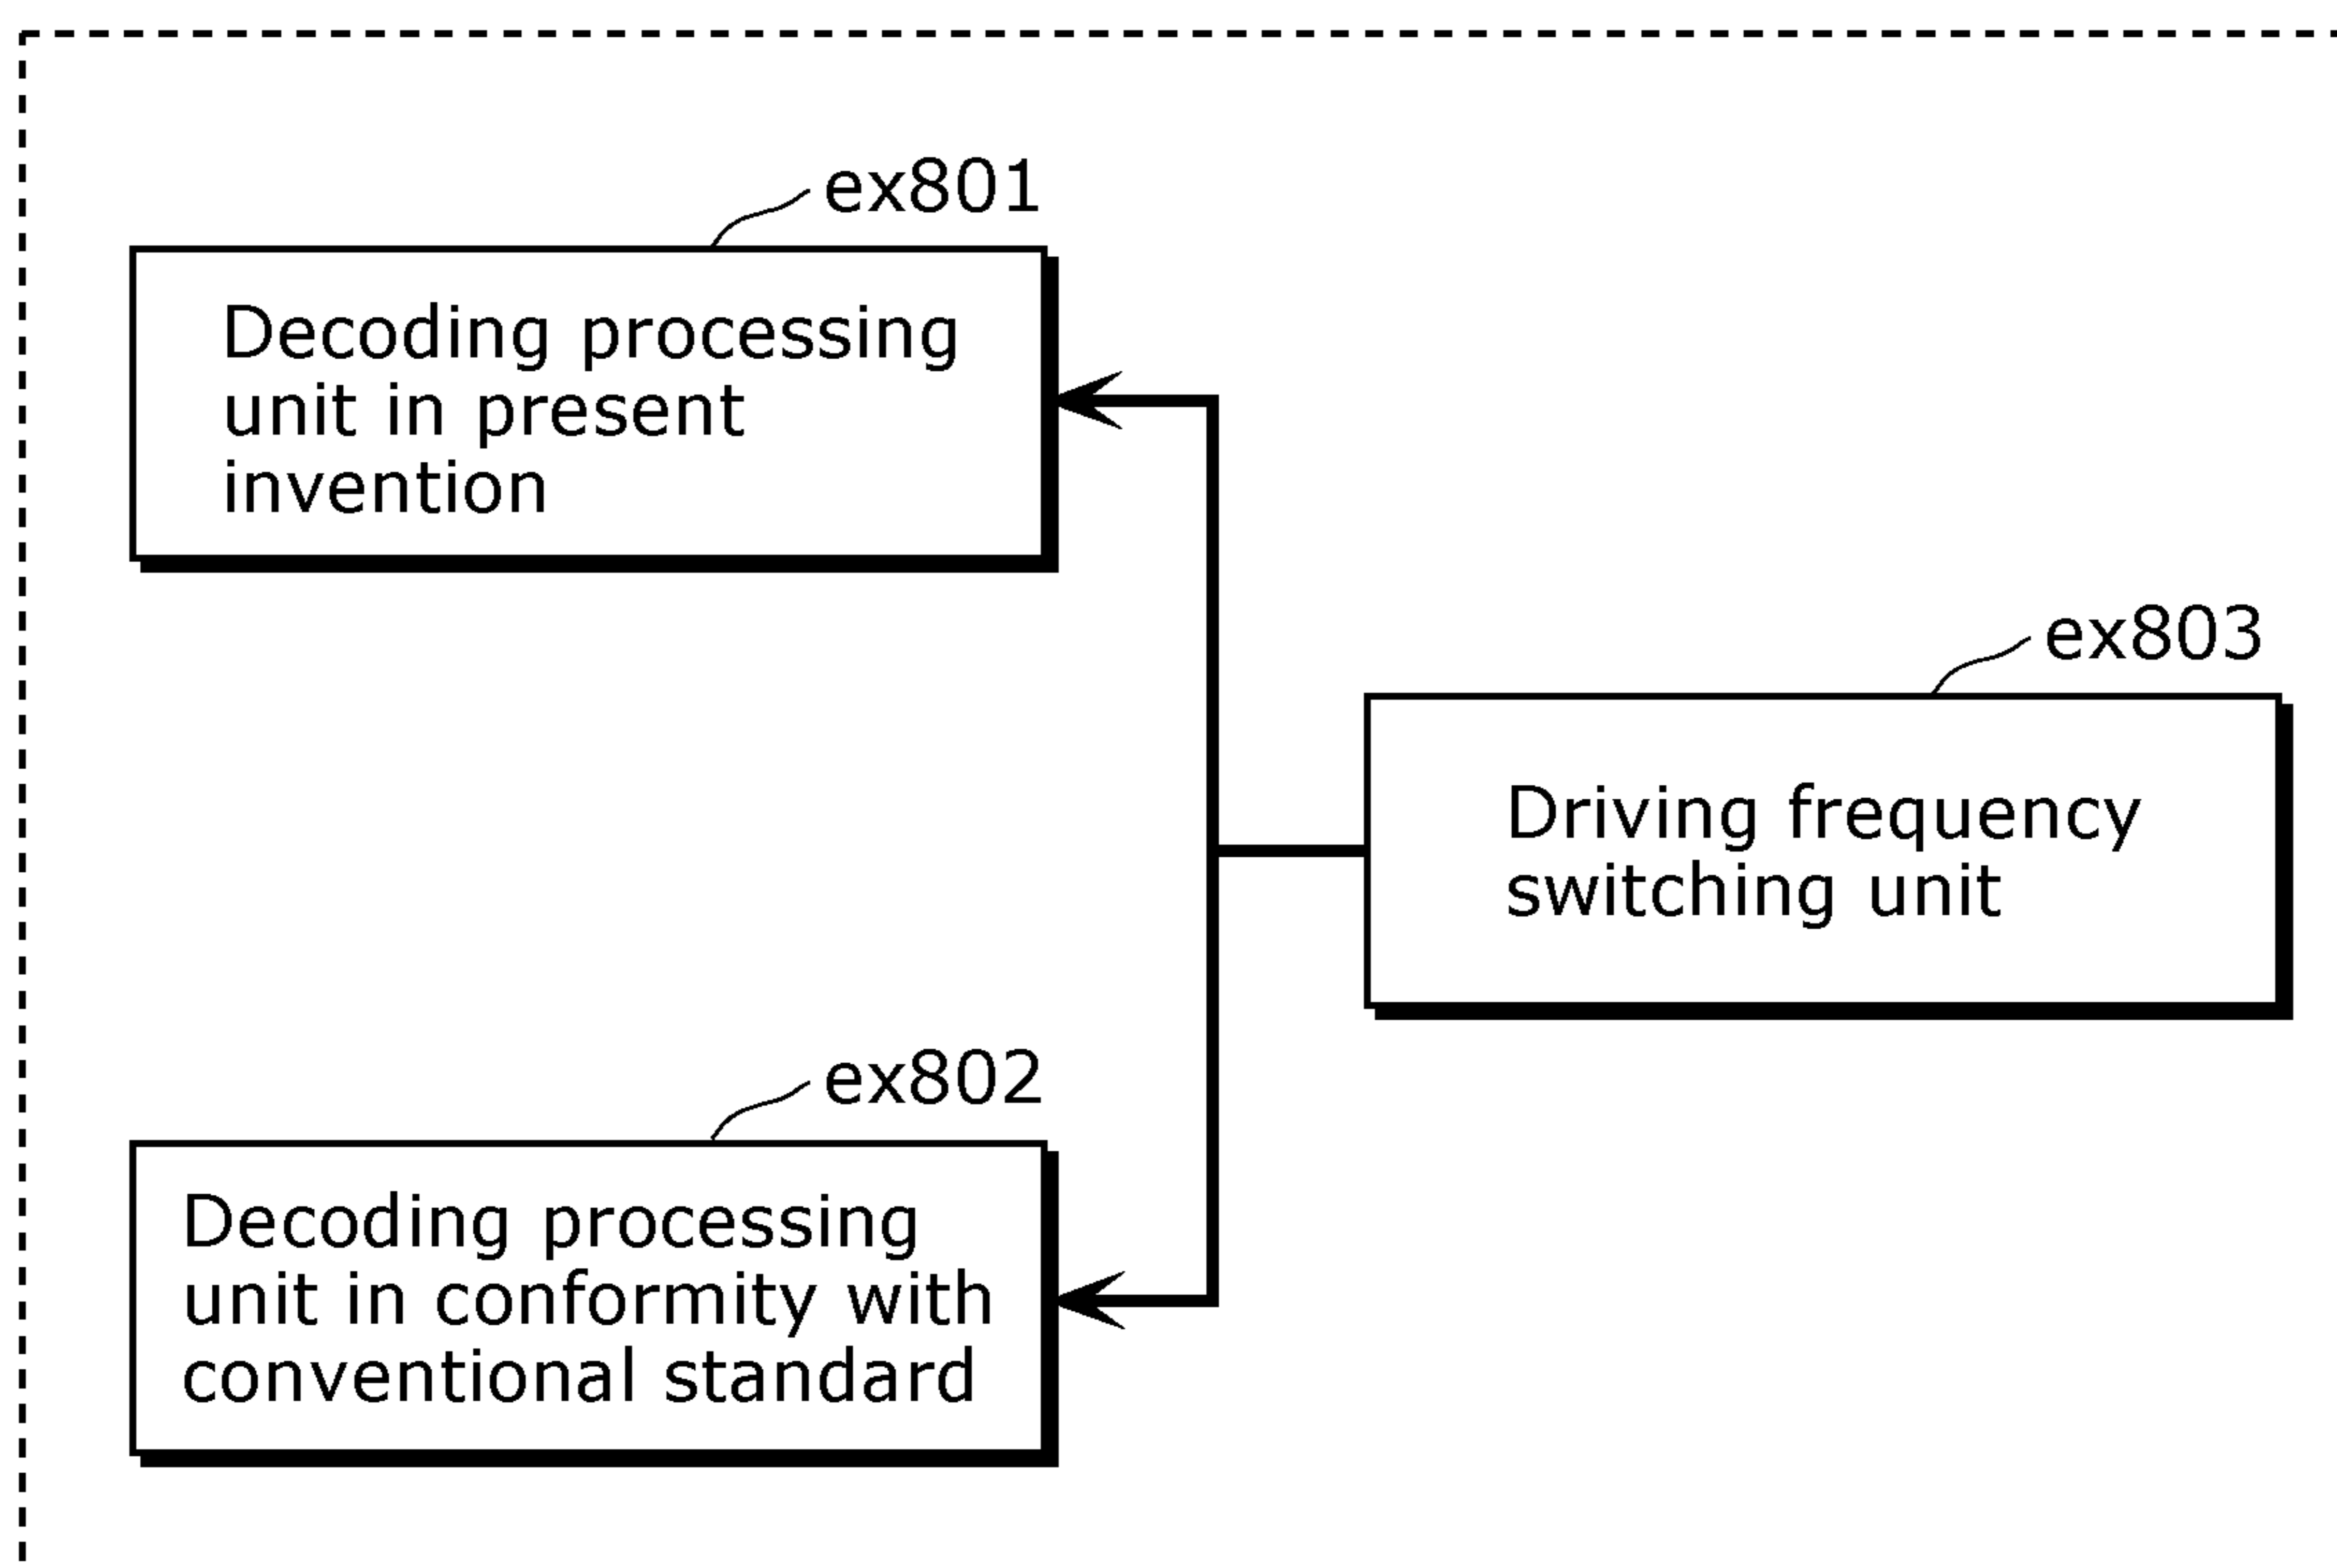 ex801
Decoding processing
unit in present
invention
ex803
Driving frequency
switching unit
ex802
Decoding processing
unit in conformity with
conventional standard